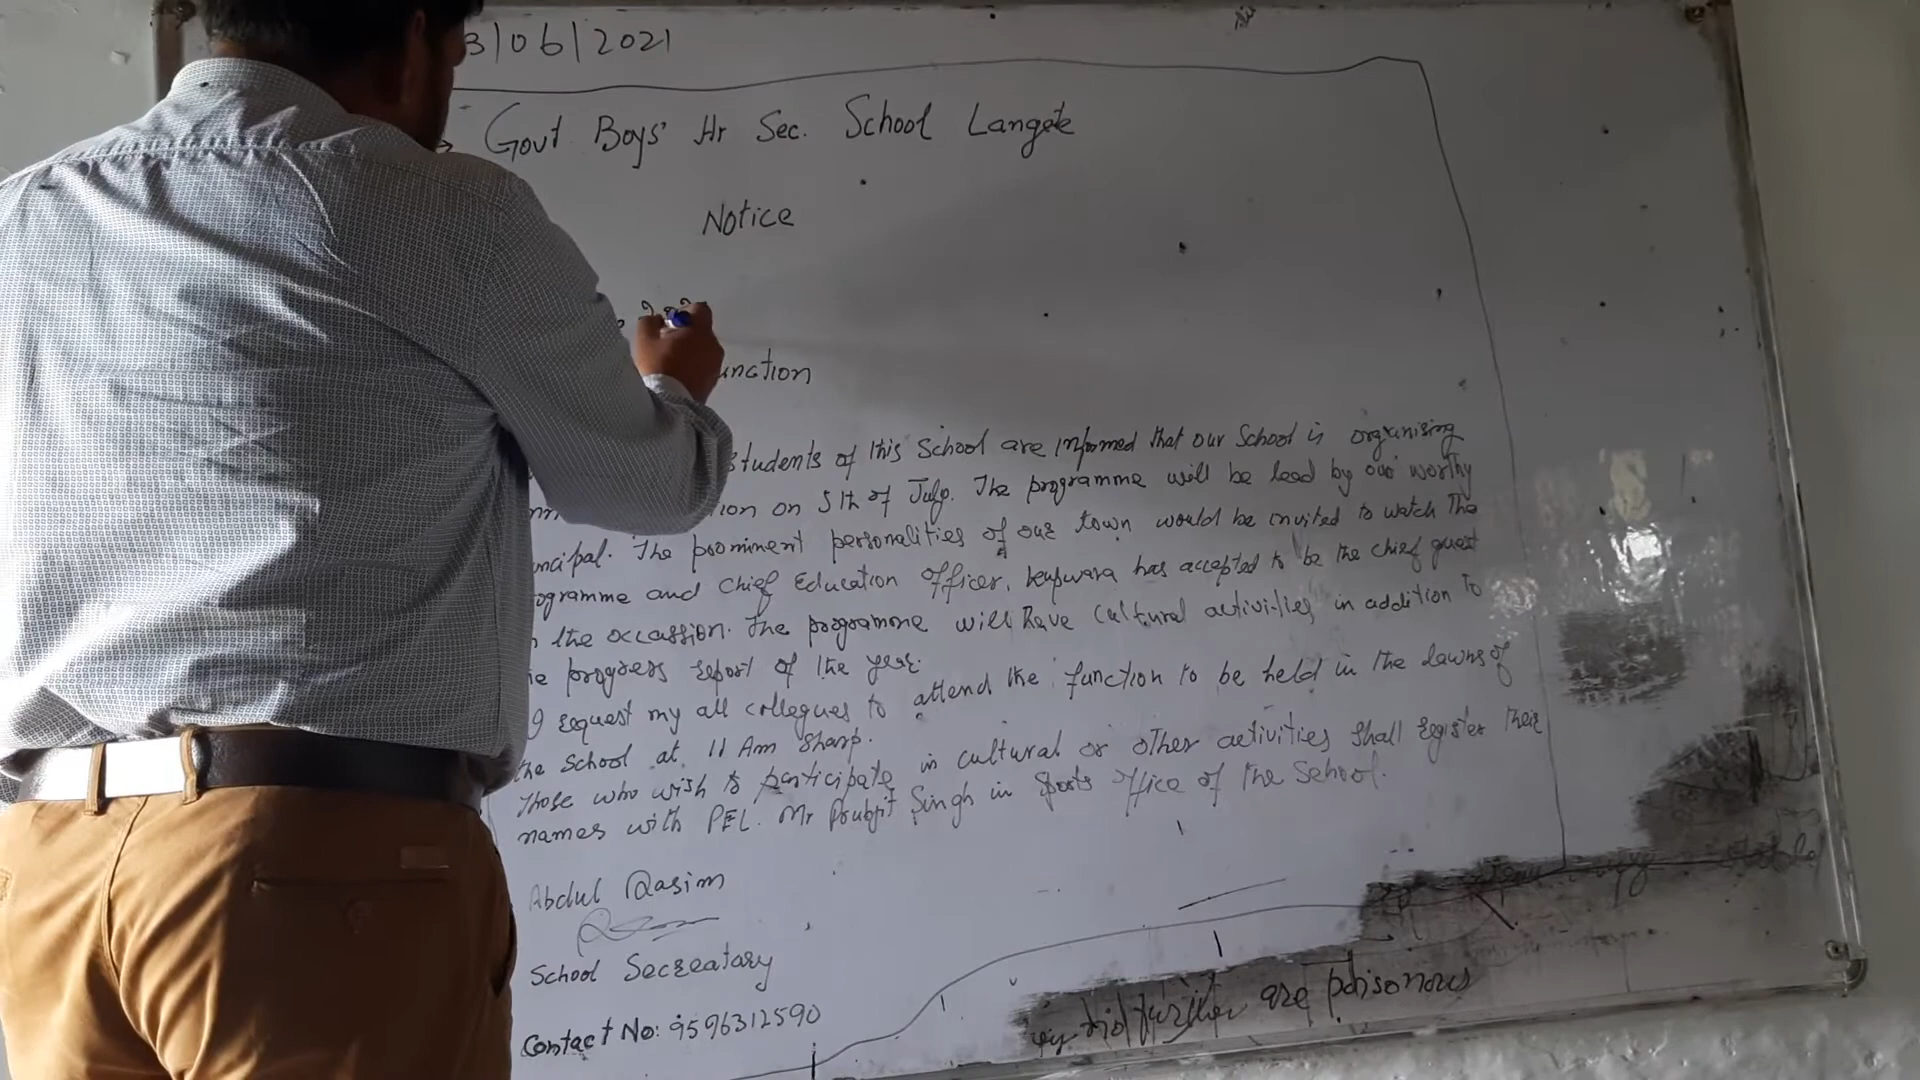 3/06/2021
Govt Boys' Hr Sec. School Langate
Notice
unction
students of this School are informed that our School is organising
ion on 5th of July. The programme will be lead by our worthy
ncipal. The prominent personalities of our town would be invited to watch the
ogramme and chief Education Officer, kupwara has accepted to be the chief guest
n the occassion. The programme will have cultural activities in addition to
e progress report of the year.
I request my all collegues to attend the function to be held in the lawns of
the School at 11 Am Sharp.
Those who wish to participate in cultural or other activities shall register their
names with PEL. Mr Singh in Sports office of the School.
Abdul Qasim
School Secreatary
Contact No: 9596312590
are poisonous